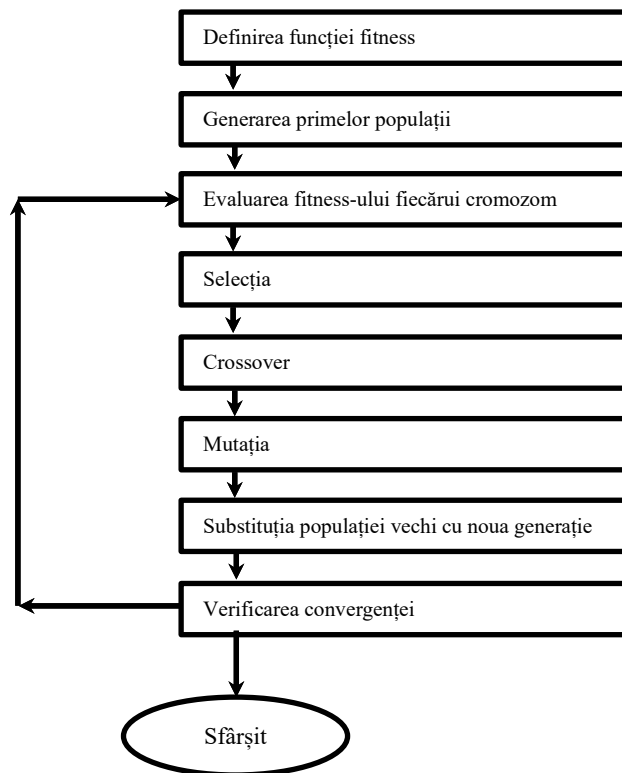 Definirea funcției fitness
Generarea primelor populații
Evaluarea fitness-ului fiecărui cromozom
Selecția
Crossover
Mutația
Substituția populației vechi cu noua generație
Verificarea convergenței
Sfârșit